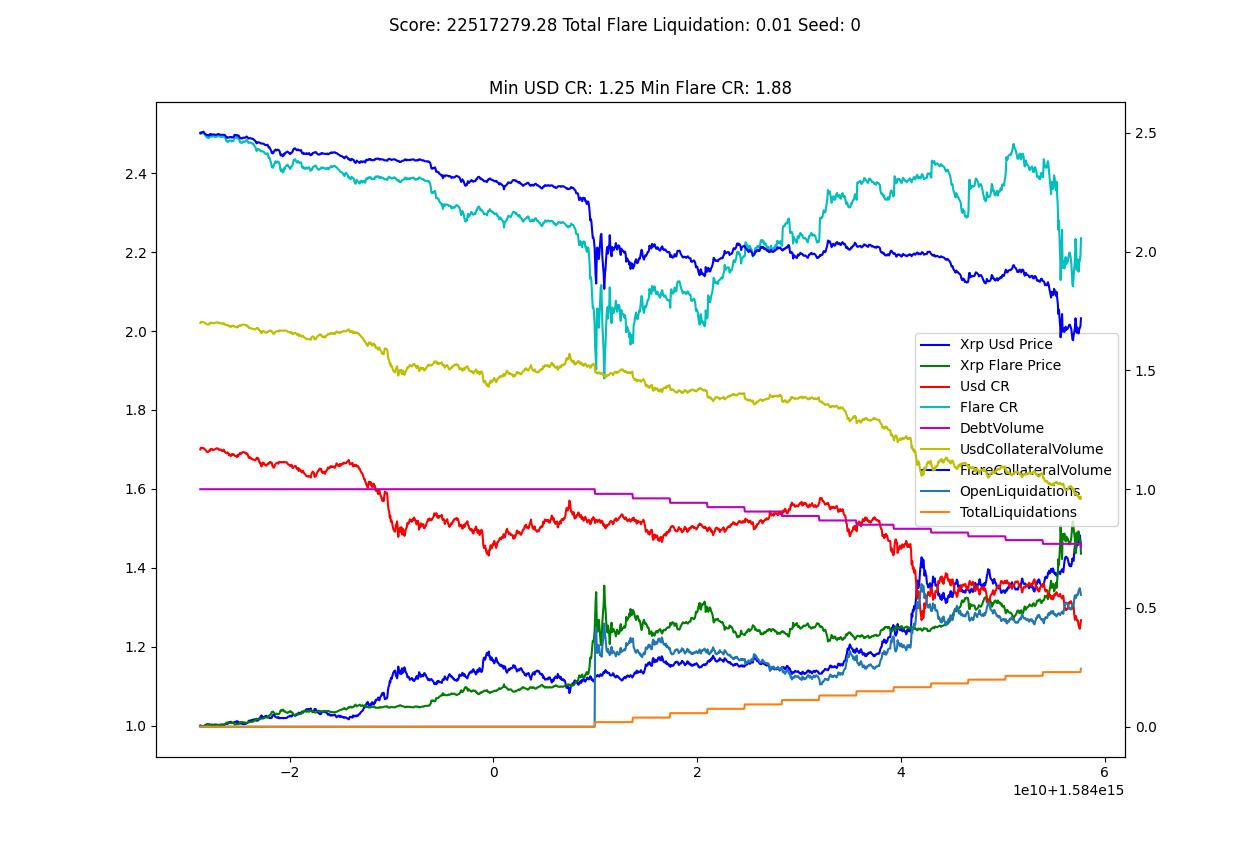 Score: 22517279.28 Total Flare Liquidation: 0.01 Seed: 0
Min USD CR: 1.25 Min Flare CR: 1.88
2.4
2.2
2.0
1.8
1.6
1.4
1.2
1.0
2.5
2.0
1.5
1.0
0.5
0.0
Xrp Usd Price
Xrp Flare Price
Usd CR
Flare CR
DebtVolume
UsdCollateralVolume
FlareCollateralVolume
OpenLiquidations
TotalLiquidations
−2 0 2 4 6
1e10+1.584e15